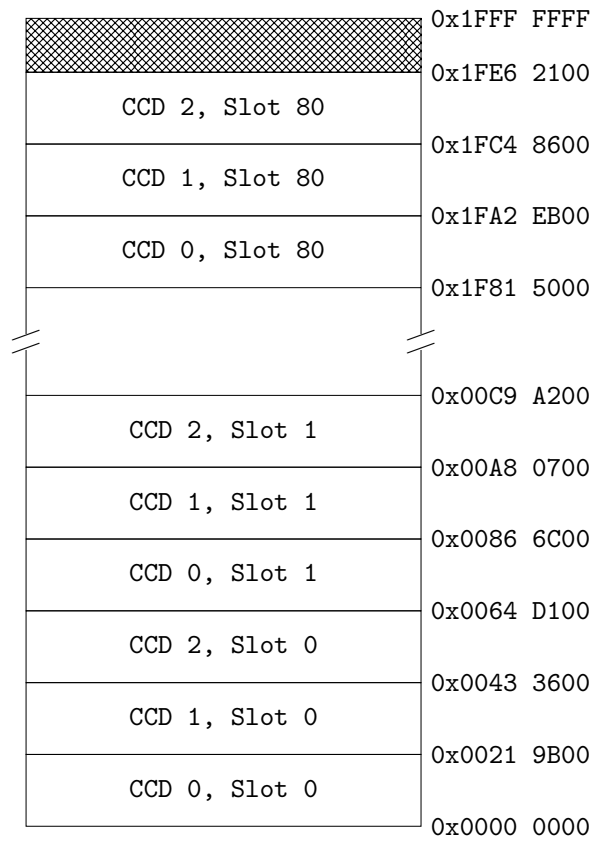 0x1FFF FFFF
0x1FE6 2100
CCD 2, Slot 80
0x1FC4 8600
CCD 1, Slot 80
0x1FA2 EB00
CCD 0, Slot 80
0x1F81 5000
0x00C9 A200
CCD 2, Slot 1
0x00A8 0700
CCD 1, Slot 1
0x0086 6C00
CCD 0, Slot 1
0x0064 D100
CCD 2, Slot 0
0x0043 3600
CCD 1, Slot 0
0x0021 9B00
CCD 0, Slot 0
0x0000 0000